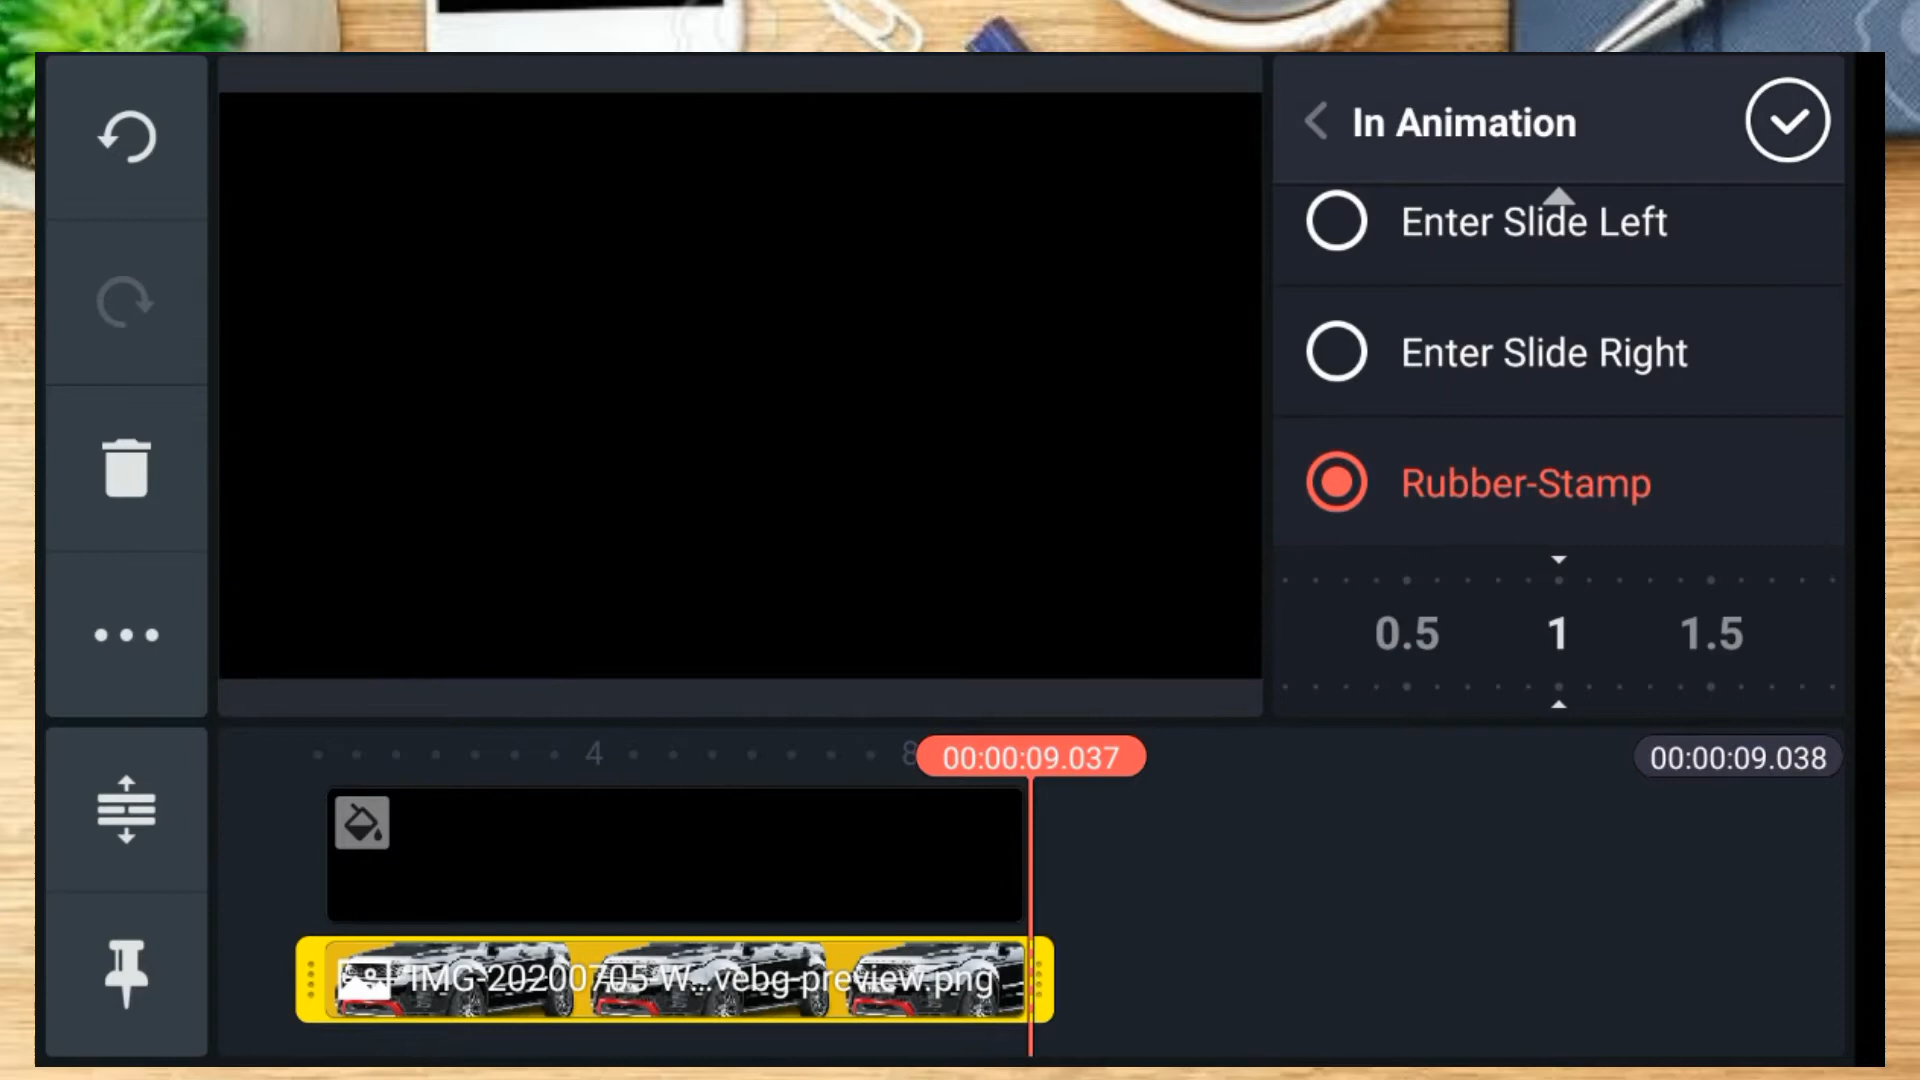 In Animation
Enter Slide Left
Enter Slide Right
Rubber-Stamp
0.5 1 1.5
4 8 00:00:09.037 00:00:09.038
IMG-20200705-W...vebg-preview.png